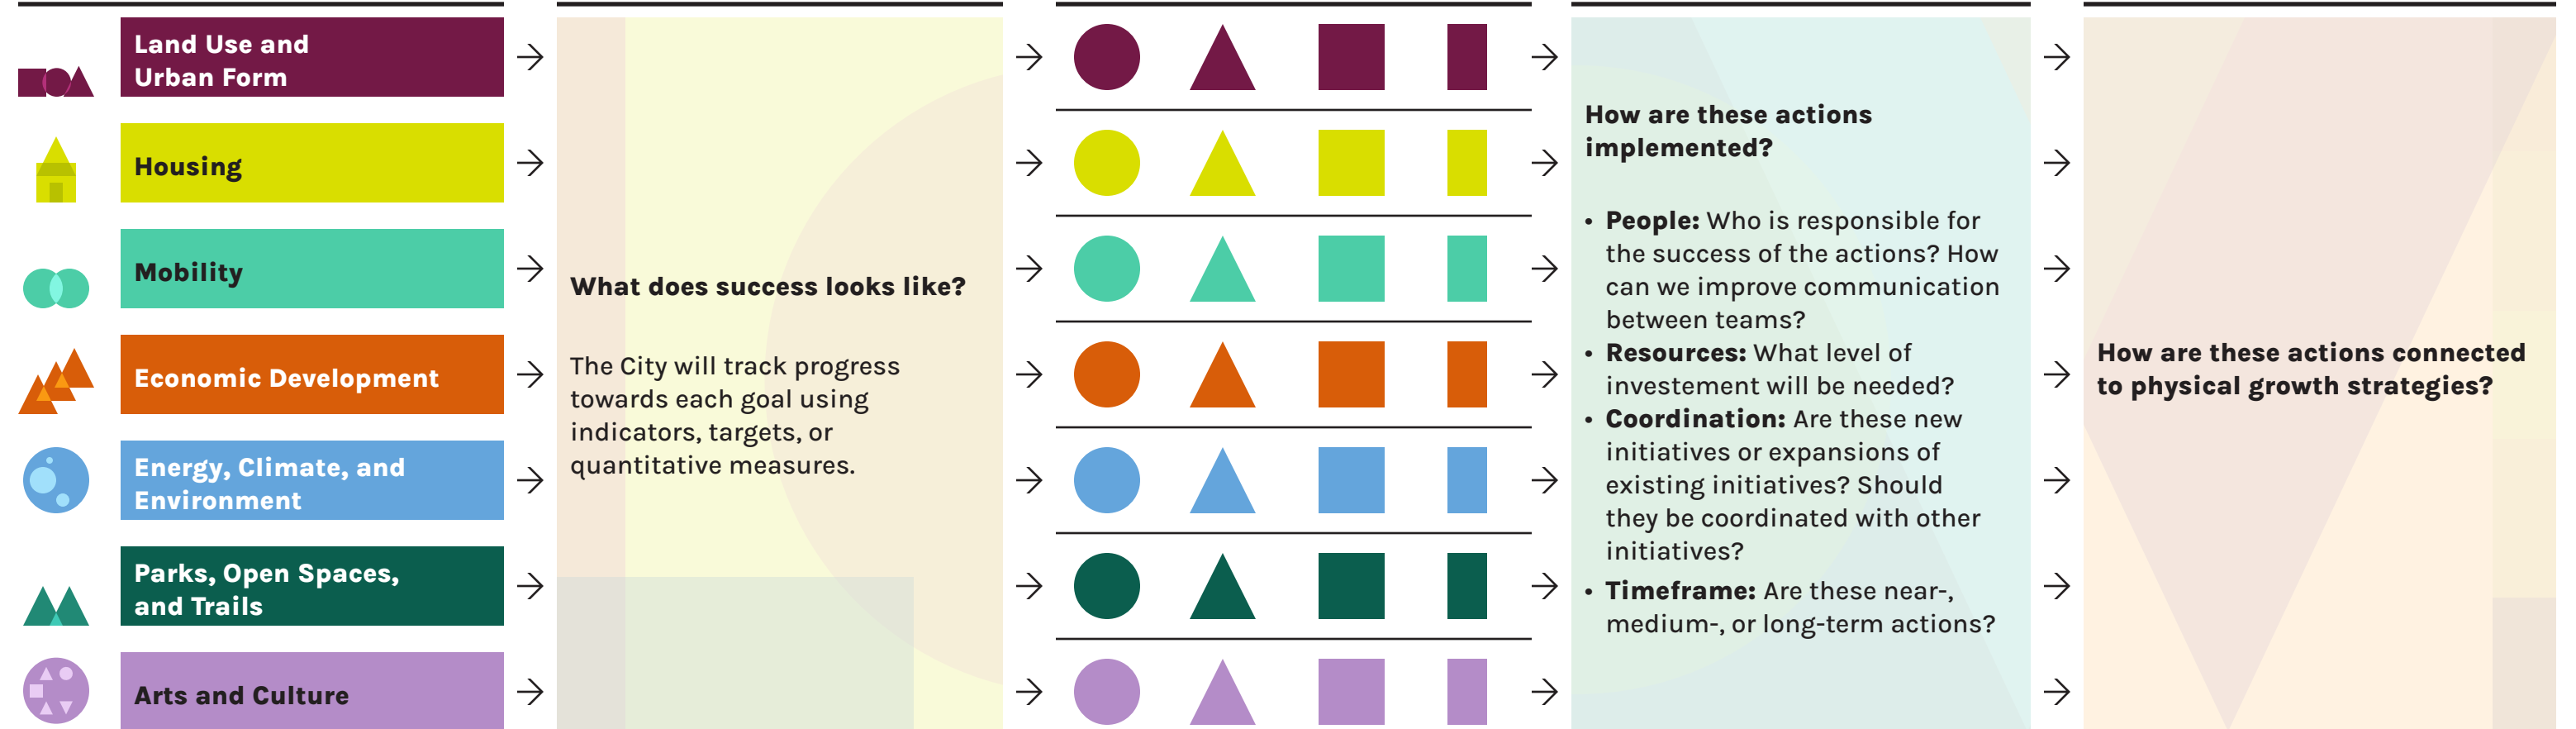 Land Use and
Urban Form
Housing
Mobility
Economic Development
Energy, Climate, and
Environment
Parks, Open Spaces,
and Trails
Arts and Culture
What does success looks like?
The City will track progress
towards each goal using
indicators, targets, or
quantitative measures.
How are these actions
implemented?
• People: Who is responsible for
the success of the actions? How
can we improve communication
between teams?
• Resources: What level of
investement will be needed?
• Coordination: Are these new
initiatives or expansions of
existing initiatives? Should
they be coordinated with other
initiatives?
• Timeframe: Are these near-,
medium-, or long-term actions?
How are these actions connected
to physical growth strategies?